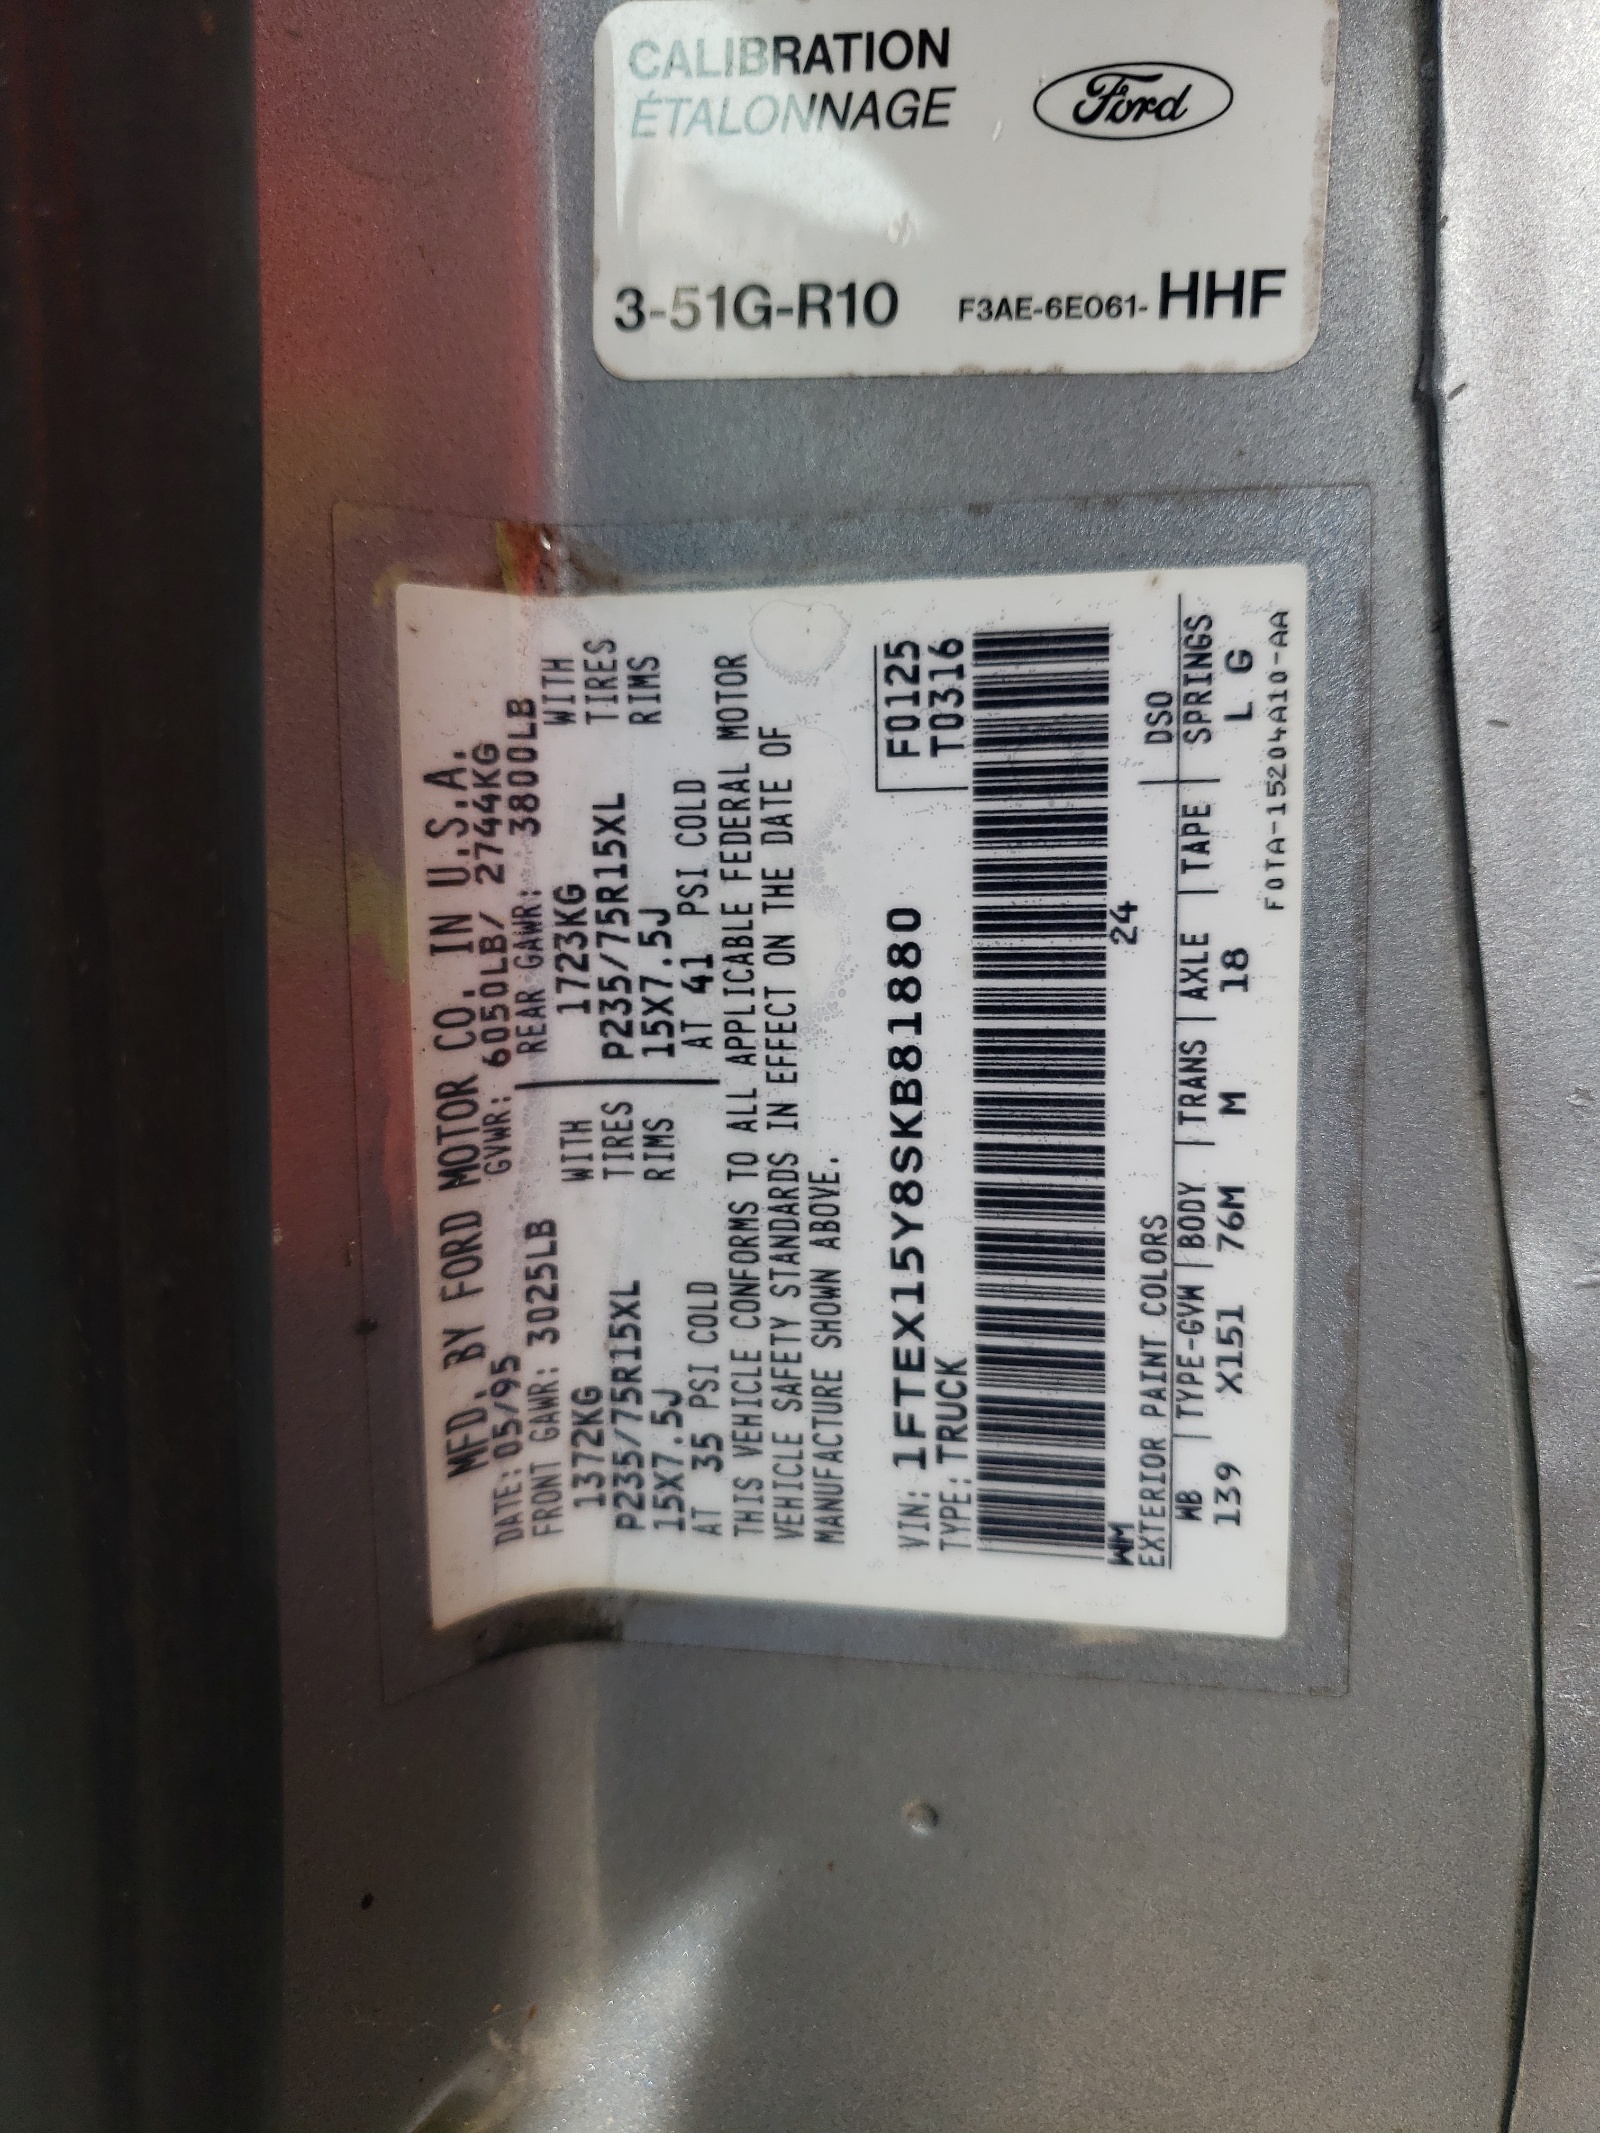 CALIBRATION
ÉTALONNAGE
Ford
3-51G-R10 F3AE-6E061-HHF
MFD. BY FORD MOTOR CO. IN U.S.A.
DATE: 05/95 GVWR: 6050LB/ 2744KG
FRONT GAWR: 3025LB REAR GAWR: 3800LB
1372KG WITH 1723KG WITH
P235/75R15XL TIRES P235/75R15XL TIRES
15X7.5J RIMS 15X7.5J RIMS
AT 35 PSI COLD AT 41 PSI COLD
THIS VEHICLE CONFORMS TO ALL APPLICABLE FEDERAL MOTOR
VEHICLE SAFETY STANDARDS IN EFFECT ON THE DATE OF
MANUFACTURE SHOWN ABOVE.
VIN: 1FTEX15Y8SKB81880 F0125
TYPE: TRUCK T0316
WM 24
EXTERIOR PAINT COLORS DSO
WB TYPE-GVW BODY TRANS AXLE TAPE SPRINGS
139 X151 76M M 18 L G
F0TA-15204A10-AA